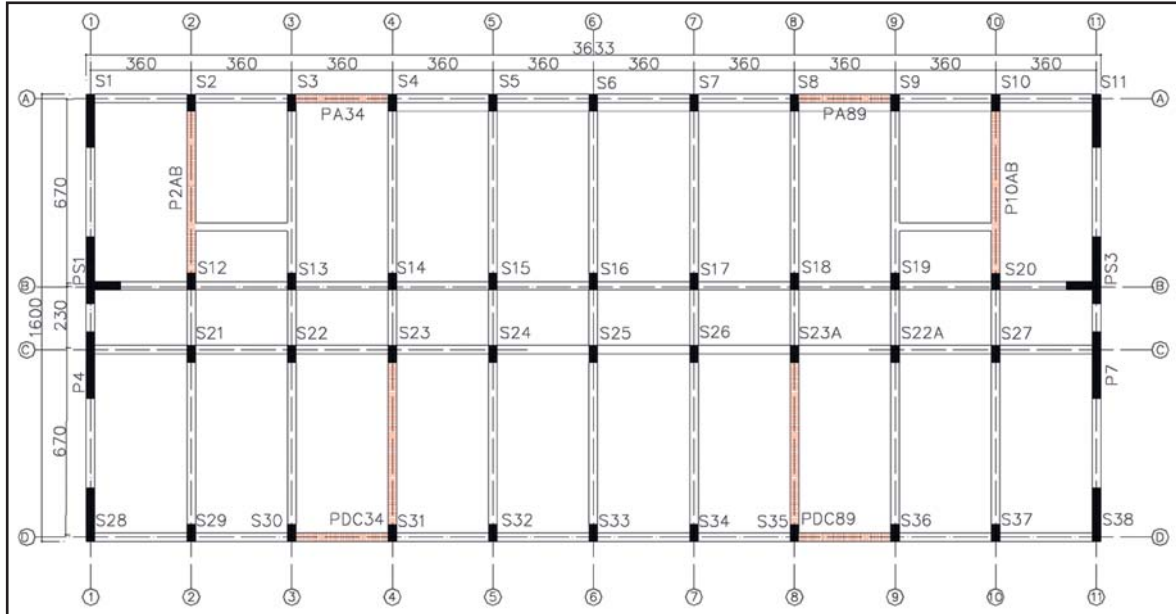 1 2 3 4 5 6 7 8 9 10 11
3633
360 360 360 360 360 360 360 360 360 360
S1 S2 S3 S4 S5 S6 S7 S8 S9 S10 S11
A A
PA34 PA89
670 P2AB P10AB
PS1 S12 S13 S14 S15 S16 S17 S18 S19 S20 PS3
B B
1600 230
S21 S22 S23 S24 S25 S26 S23A S22A S27
C C
P4 P7
670
S28 S29 S30 PDC34 S31 S32 S33 S34 S35 PDC89 S36 S37 S38
D D
1 2 3 4 5 6 7 8 9 10 11